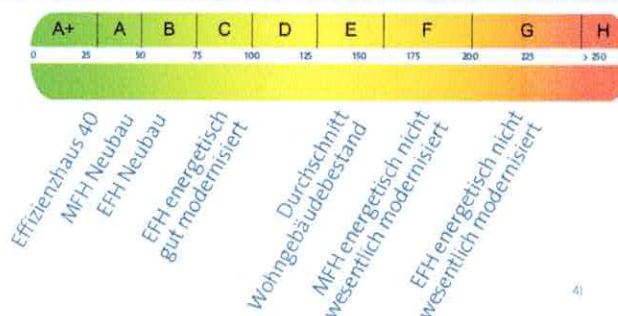 A+ A B C D E F G H
0 25 50 75 100 125 150 175 200 225 > 250
Effizienzhaus 40
MFH Neubau
EFH Neubau
EFH energetisch
gut modernisiert
Durchschnitt
Wohngebäudebestand
MFH energetisch nicht
wesentlich modernisiert
EFH energetisch nicht
wesentlich modernisiert
4)